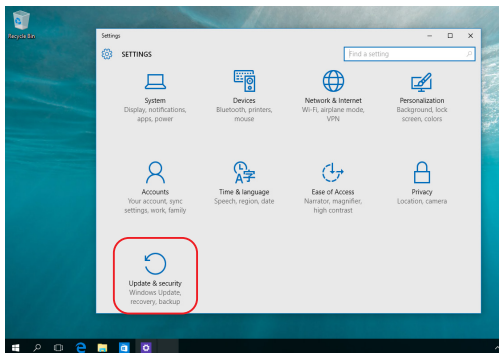 Recycle Bin
Settings
SETTINGS
Find a setting
System
Display, notifications,
apps, power
Devices
Bluetooth, printers,
mouse
Network & Internet
Wi-Fi, airplane mode,
VPN
Personalization
Background, lock
screen, colors
Accounts
Your account, sync
settings, work, family
Time & language
Speech, region, date
Ease of Access
Narrator, magnifier,
high contrast
Privacy
Location, camera
Update & security
Windows Update,
recovery, backup